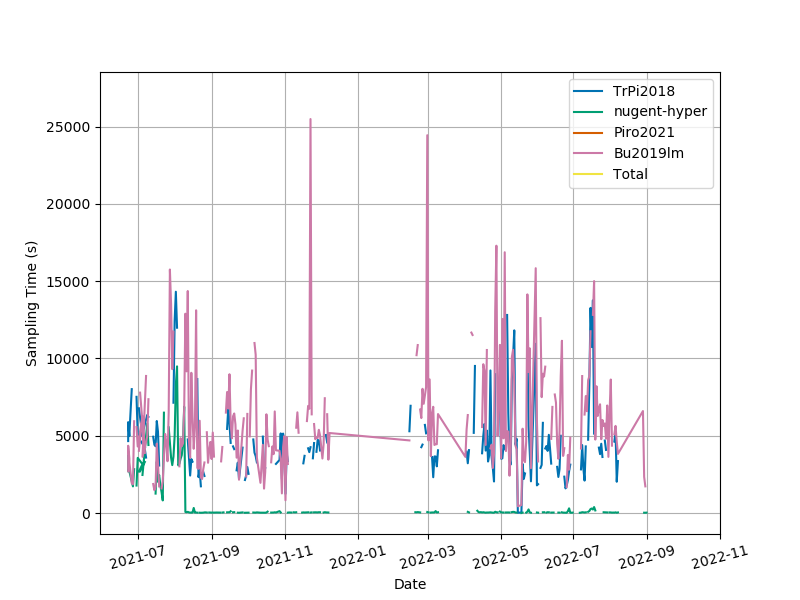 TrPi2018
nugent-hyper
Piro2021
Bu2019lm
Total
25000
20000
15000
10000
5000
0
Sampling Time (s)
2021-07
2021-09
2021-11
2022-01
2022-03
2022-05
2022-07
2022-09
2022-11
Date